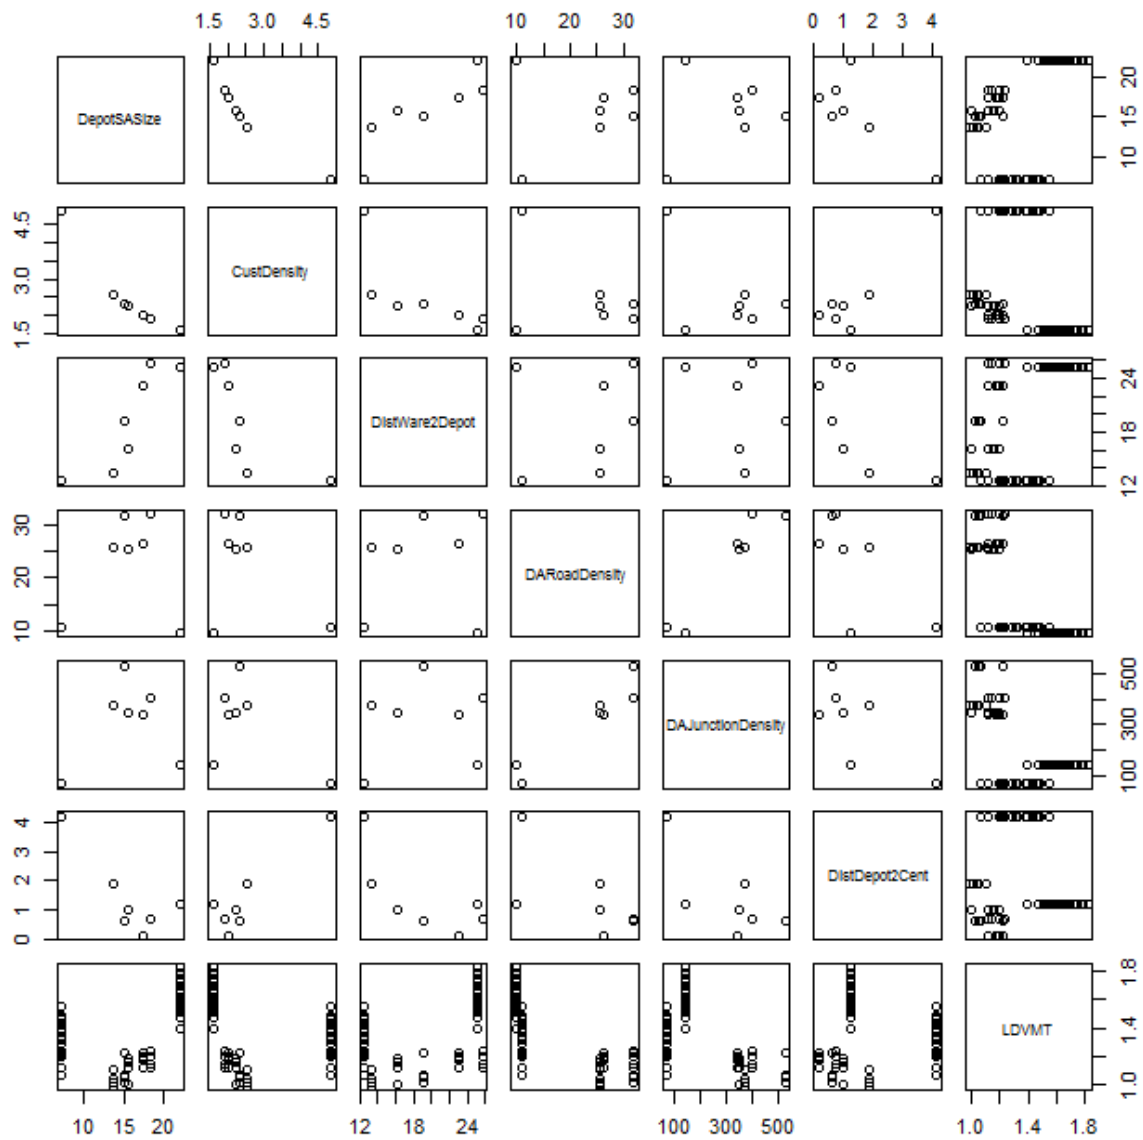 1.5 3.0 4.5 10 30 0 1 2 3 4
DepotSASize 10 15 20
1.5 3.0 4.5 CustDensity
DistWare2Depot 12 18 24
10 20 30 DARoadDensity
DAJunctionDensity 100 300 500
0 1 2 3 4 DistDepot2Cent
LDVMT 1.0 1.4 1.8
10 15 20 12 18 24 100 300 500 1.0 1.4 1.8